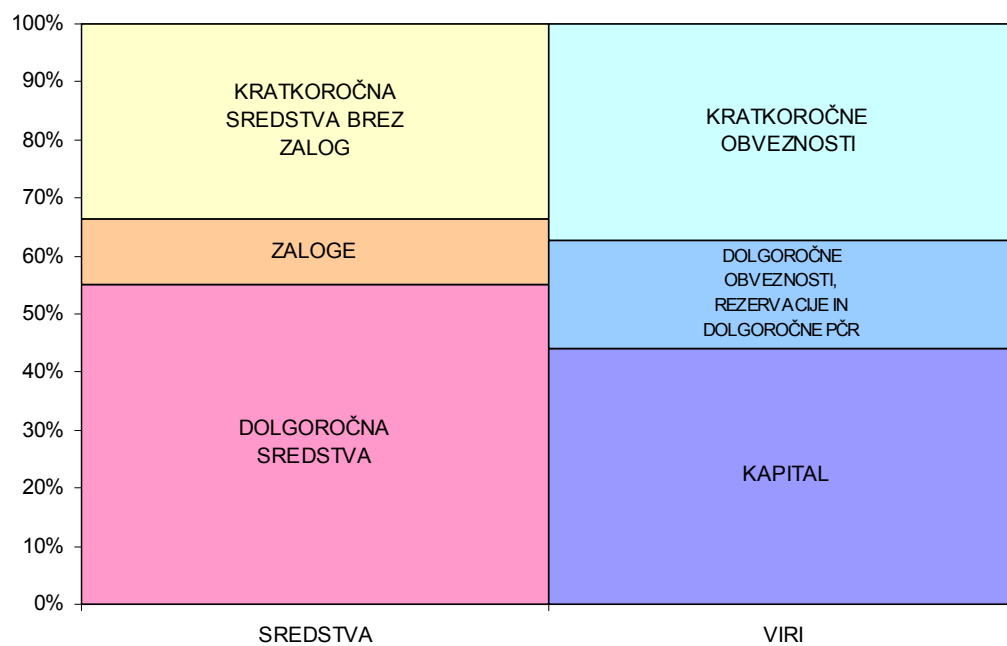 100%
90%
80%
70%
60%
50%
40%
30%
20%
10%
0%
KRATKOROČNA
SREDSTVA BREZ
ZALOG
ZALOGE
DOLGOROČNA
SREDSTVA
KRATKOROČNE
OBVEZNOSTI
DOLGOROČNE
OBVEZNOSTI,
REZERVACIJE IN
DOLGOROČNE PČR
KAPITAL
SREDSTVA
VIRI